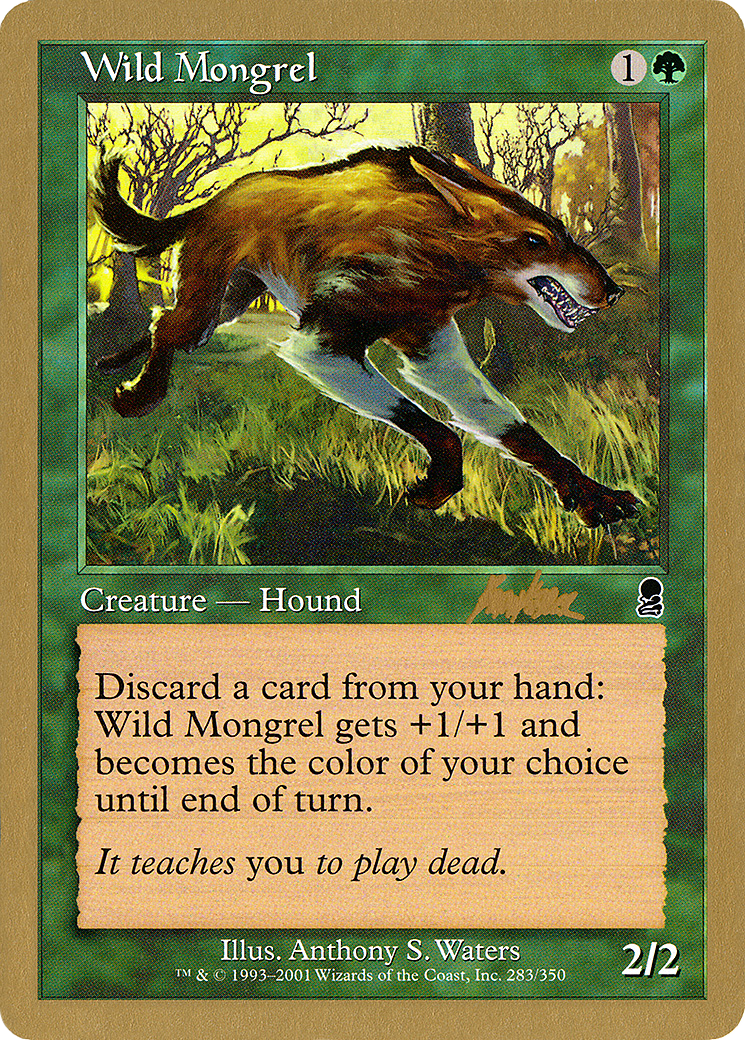 Wild Mongrel 1
Creature — Hound
Discard a card from your hand:
Wild Mongrel gets +1/+1 and
becomes the color of your choice
until end of turn.
It teaches you to play dead.
Illus. Anthony S. Waters
™ & © 1993–2001 Wizards of the Coast, Inc. 283/350
2/2